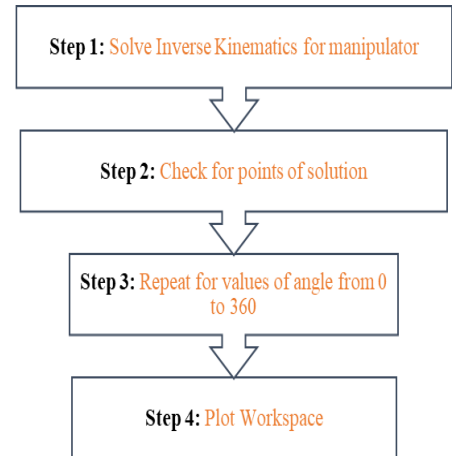 Step 1: Solve Inverse Kinematics for manipulator
Step 2: Check for points of solution
Step 3: Repeat for values of angle from 0
to 360
Step 4: Plot Workspace